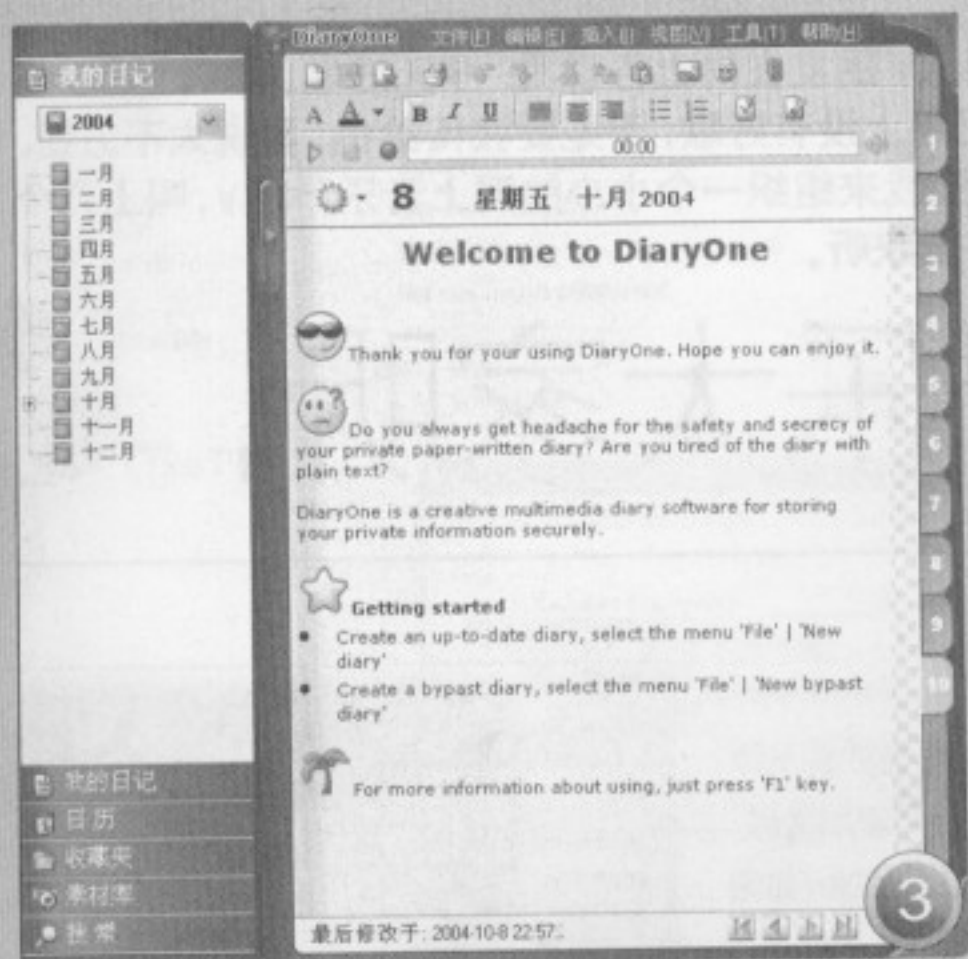 我的日记
2004
一月
二月
三月
四月
五月
六月
七月
八月
九月
十月
十一月
十二月
我的日记
日历
收藏夹
素材库
搜索
DiaryOne 文件(F) 编辑(E) 插入(I) 视图(V) 工具(T) 帮助(H)
A A B I U
00:00
8 星期五 十月 2004
Welcome to DiaryOne
Thank you for your using DiaryOne. Hope you can enjoy it.
Do you always get headache for the safety and secrecy of
your private paper-written diary? Are you tired of the diary with
plain text?
DiaryOne is a creative multimedia diary software for storing
your private information securely.
Getting started
• Create an up-to-date diary, select the menu 'File' | 'New
diary'
• Create a bypast diary, select the menu 'File' | 'New bypast
diary'
For more information about using, just press 'F1' key.
最后修改于: 2004-10-8 22:57
1
2
3
4
5
6
7
8
9
10
3